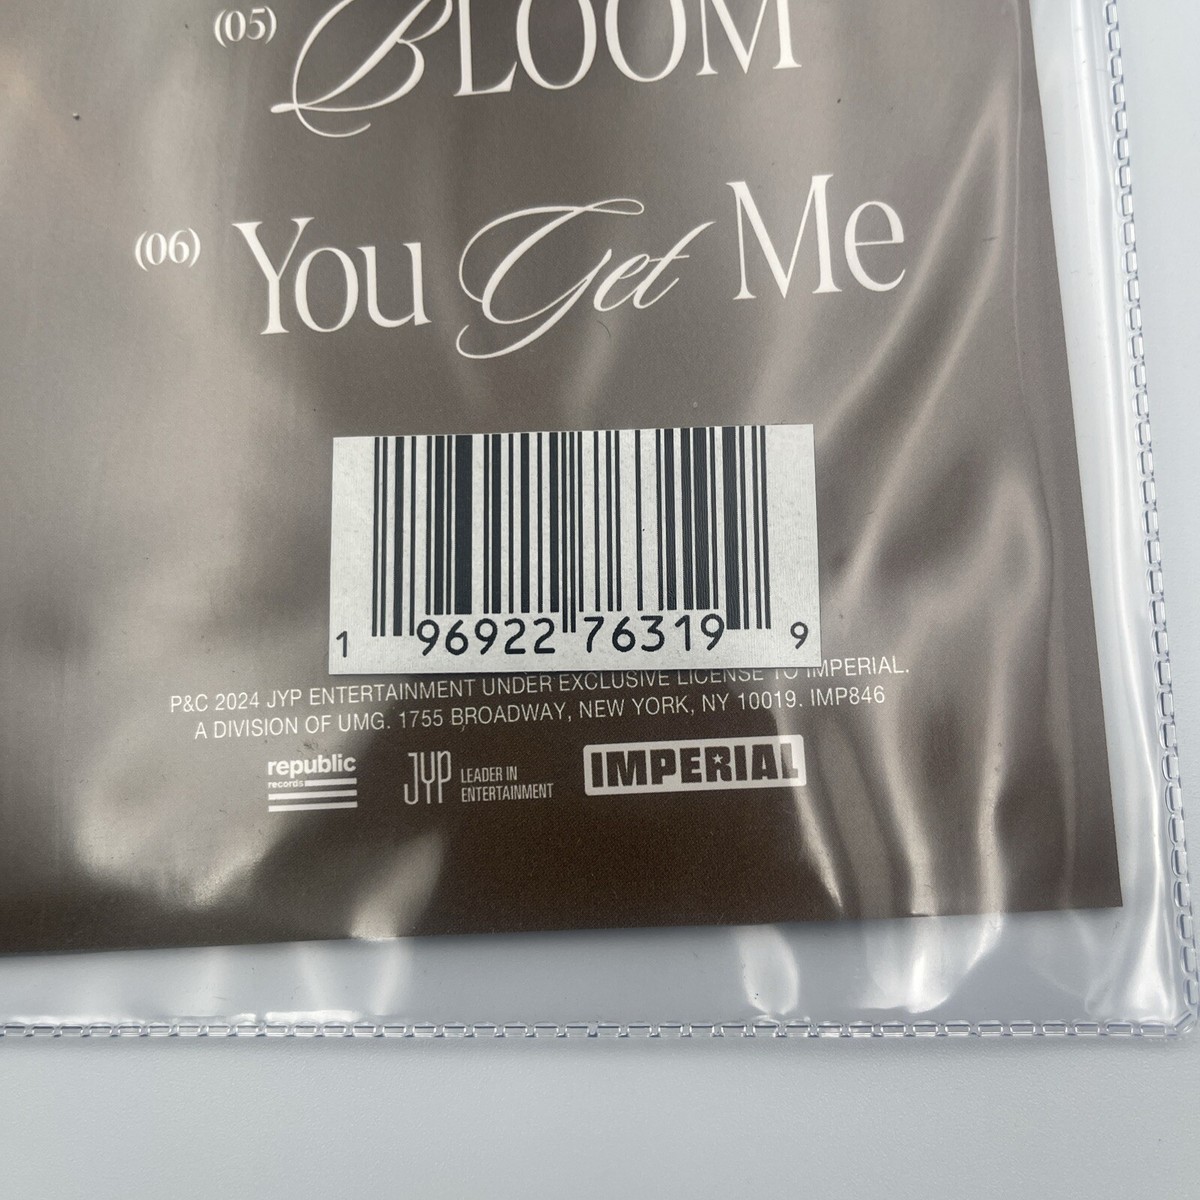 (05) BLOOM
(06) You Get Me
1 96922 76319 9
P&C 2024 JYP ENTERTAINMENT UNDER EXCLUSIVE LICENSE TO IMPERIAL.
A DIVISION OF UMG. 1755 BROADWAY, NEW YORK, NY 10019. IMP846
republic
records
JYP LEADER IN
ENTERTAINMENT
IMPERIAL